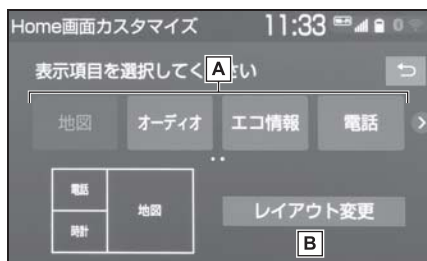 Home画面カスタマイズ 11:33
表示項目を選択してく A さい
地図 オーディオ エコ情報 電話
電話 地図
時計
レイアウト変更
B